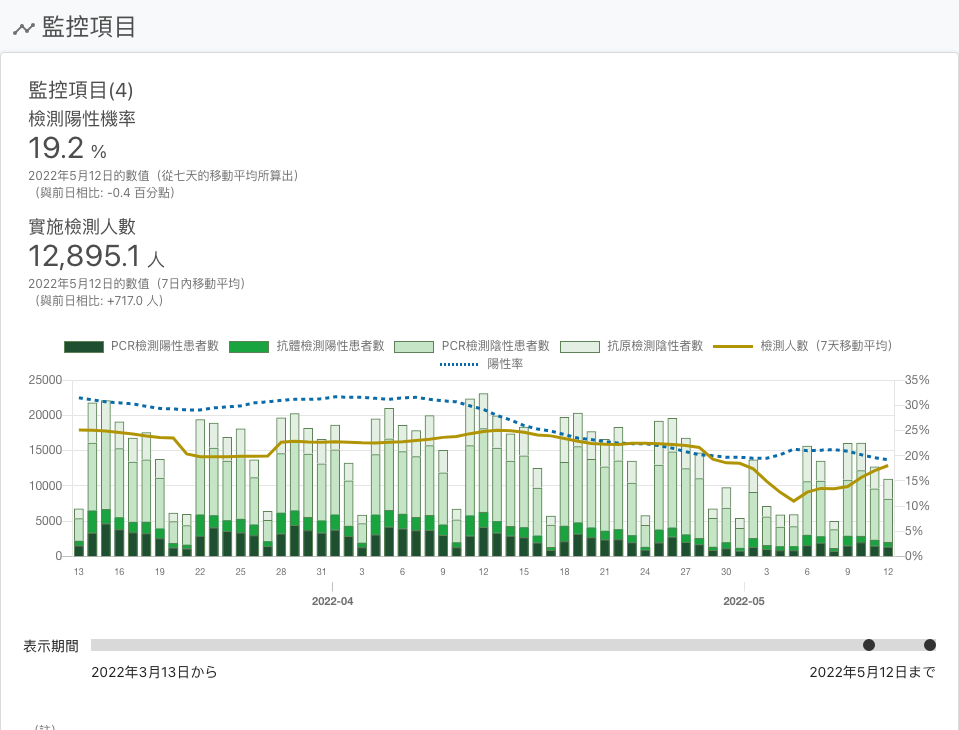 監控項目
監控項目(4)
檢測陽性機率
19.2 %
2022年5月12日的數值（從七天的移動平均所算出）
（與前日相比: -0.4 百分點）
實施檢測人數
12,895.1 人
2022年5月12日的數值（7日內移動平均）
（與前日相比: +717.0 人）
PCR檢測陽性患者數 抗體檢測陽性患者數 PCR檢測陰性患者數 抗原檢測陰性者數 檢測人數（7天移動平均）
陽性率
25000 35%
20000 30%
15000 25%
10000 20%
5000 15%
0 10%
5%
0%
13 16 19 22 25 28 31 3 6 9 12 15 18 21 24 27 30 3 6 9 12
2022-04 2022-05
表示期間
2022年3月13日から 2022年5月12日まで
（註）